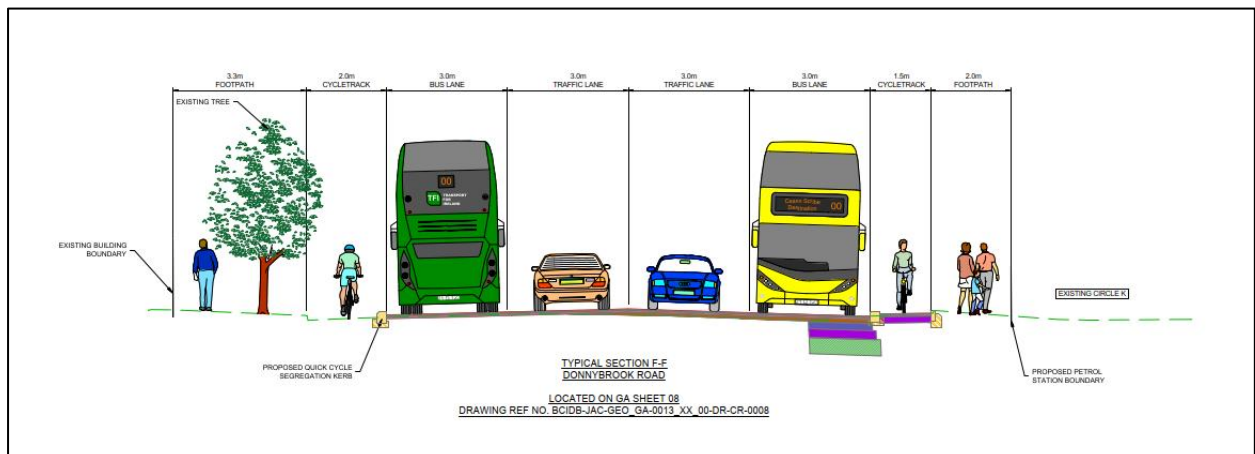 3.3m
FOOTPATH
2.0m
CYCLETRACK
3.0m
BUS LANE
3.0m
TRAFFIC LANE
3.0m
TRAFFIC LANE
3.0m
BUS LANE
1.5m
CYCLETRACK
2.0m
FOOTPATH
EXISTING TREE
00
TFI
TRANSPORT
FOR
IRELAND
00
EXISTING BUILDING
BOUNDARY
EXISTING CIRCLE K
PROPOSED QUICK CYCLE
SEGREGATION KERB
PROPOSED PETROL
STATION BOUNDARY
TYPICAL SECTION F-F
DONNYBROOK ROAD
LOCATED ON GA SHEET 08
DRAWING REF NO. BCIDB-JAC-GEO_GA-0013_XX_00-DR-CR-0008